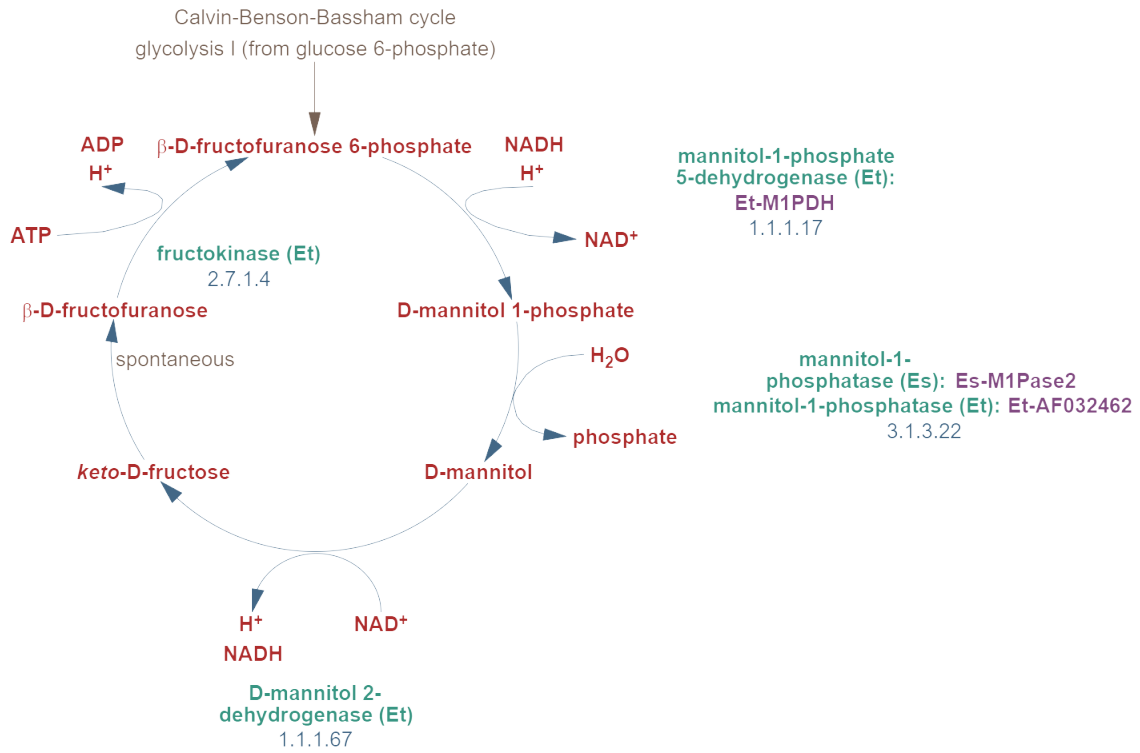 Calvin-Benson-Bassham cycle
glycolysis I (from glucose 6-phosphate)
ADP
H⁺
β-D-fructofuranose 6-phosphate
NADH
H⁺
mannitol-1-phosphate
5-dehydrogenase (Et):
Et-M1PDH
1.1.1.17
ATP
NAD⁺
fructokinase (Et)
2.7.1.4
β-D-fructofuranose
D-mannitol 1-phosphate
spontaneous
H₂O
mannitol-1-
phosphatase (Es): Es-M1Pase2
mannitol-1-phosphatase (Et): Et-AF032462
3.1.3.22
phosphate
keto-D-fructose
D-mannitol
H⁺
NADH
NAD⁺
D-mannitol 2-
dehydrogenase (Et)
1.1.1.67